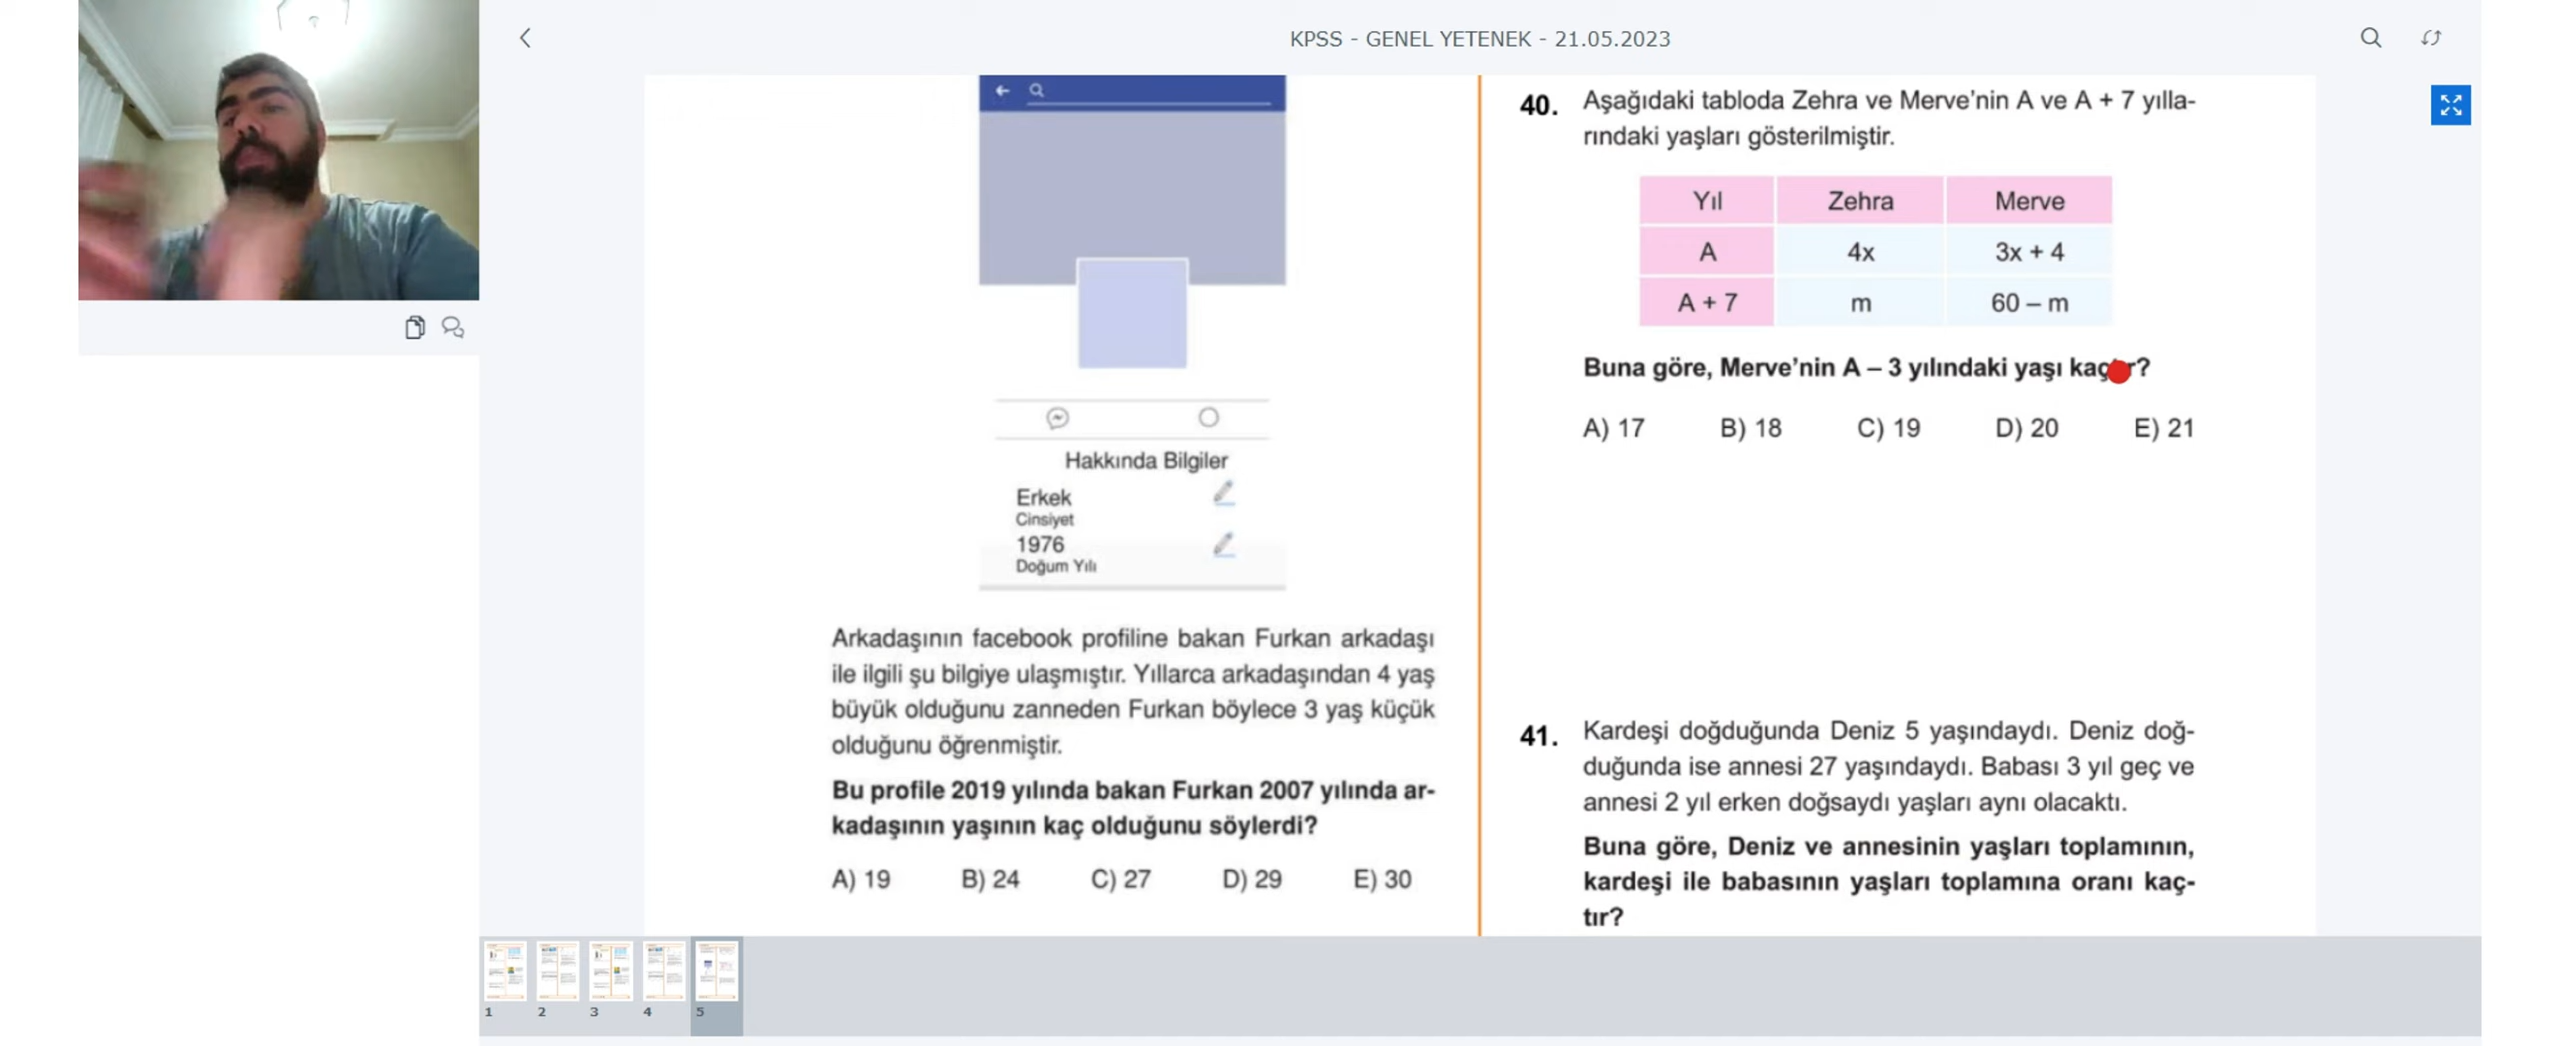 KPSS - GENEL YETENEK - 21.05.2023
Hakkında Bilgiler
Erkek
Cinsiyet
1976
Doğum Yılı
Arkadaşının facebook profiline bakan Furkan arkadaşı
ile ilgili şu bilgiye ulaşmıştır. Yıllarca arkadaşından 4 yaş
büyük olduğunu zanneden Furkan böylece 3 yaş küçük
olduğunu öğrenmiştir.
Bu profile 2019 yılında bakan Furkan 2007 yılında ar-
kadaşının yaşının kaç olduğunu söylerdi?
A) 19 B) 24 C) 27 D) 29 E) 30
40. Aşağıdaki tabloda Zehra ve Merve'nin A ve A + 7 yılla-
rındaki yaşları gösterilmiştir.
Yıl Zehra Merve
A 4x 3x + 4
A + 7 m 60 – m
Buna göre, Merve'nin A – 3 yılındaki yaşı kaçtır?
A) 17 B) 18 C) 19 D) 20 E) 21
41. Kardeşi doğduğunda Deniz 5 yaşındaydı. Deniz doğ-
duğunda ise annesi 27 yaşındaydı. Babası 3 yıl geç ve
annesi 2 yıl erken doğsaydı yaşları aynı olacaktı.
Buna göre, Deniz ve annesinin yaşları toplamının,
kardeşi ile babasının yaşları toplamına oranı kaç-
tır?
1 2 3 4 5